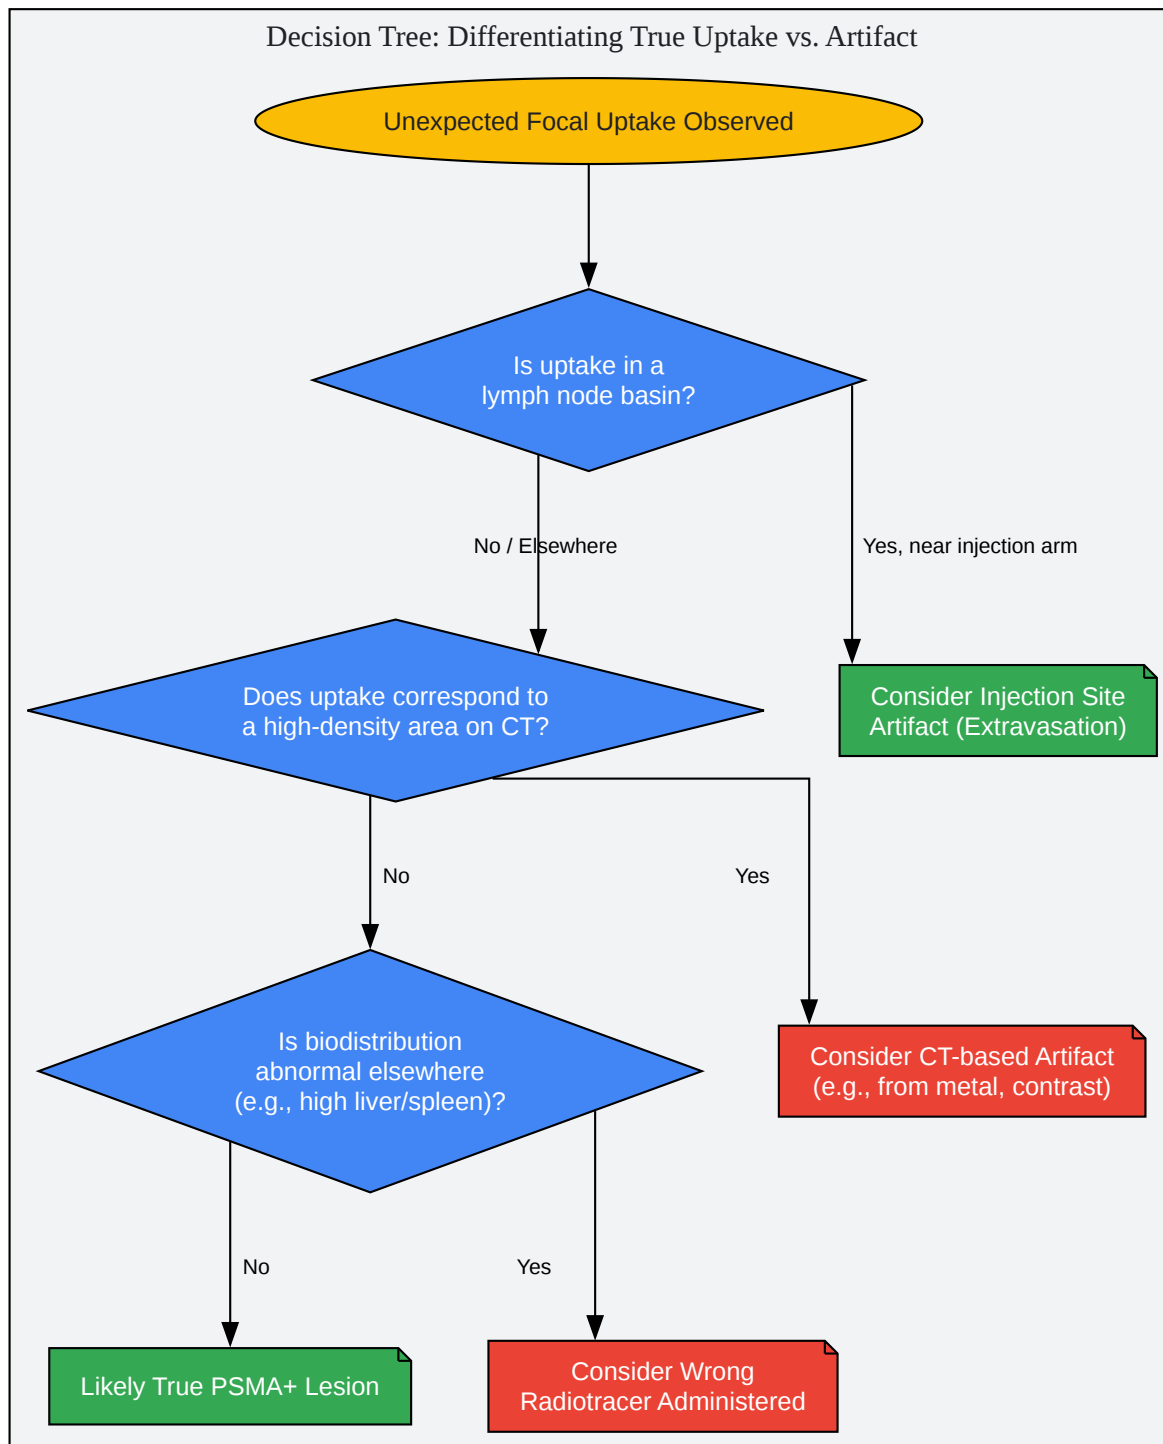 Decision Tree: Differentiating True Uptake vs. Artifact
Unexpected Focal Uptake Observed
Is uptake in a
lymph node basin?
No / Elsewhere
Yes, near injection arm
Does uptake correspond to
a high-density area on CT?
Consider Injection Site
Artifact (Extravasation)
No
Yes
Is biodistribution
abnormal elsewhere
(e.g., high liver/spleen)?
Consider CT-based Artifact
(e.g., from metal, contrast)
No
Yes
Likely True PSMA+ Lesion
Consider Wrong
Radiotracer Administered